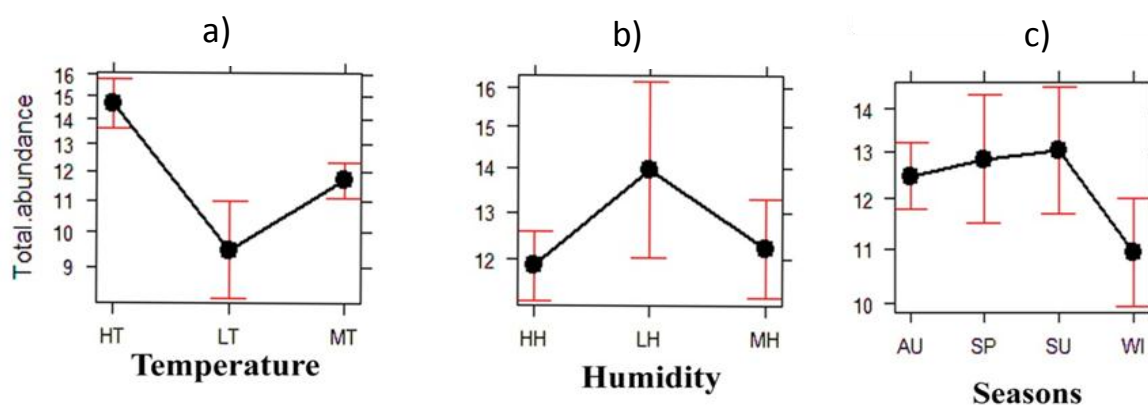 a)
b)
c)
Total.abundance
16
15
14
13
12
11
10
9
HT
LT
MT
Temperature
16
15
14
13
12
HH
LH
MH
Humidity
14
13
12
11
10
AU
SP
SU
WI
Seasons